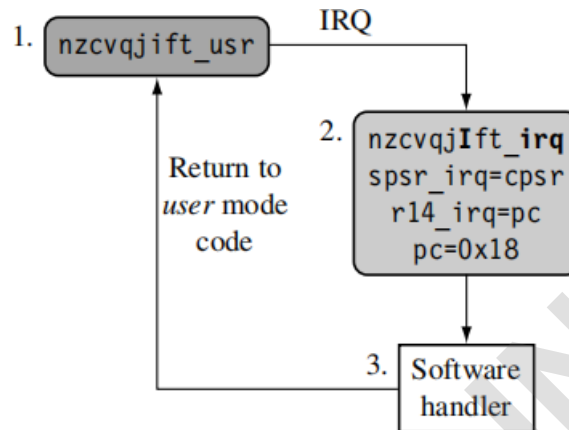 1. nzcvqjift_usr
IRQ
2. nzcvqjIft_irq
spsr_irq=cpsr
r14_irq=pc
pc=0x18
Return to
user mode
code
3. Software
handler